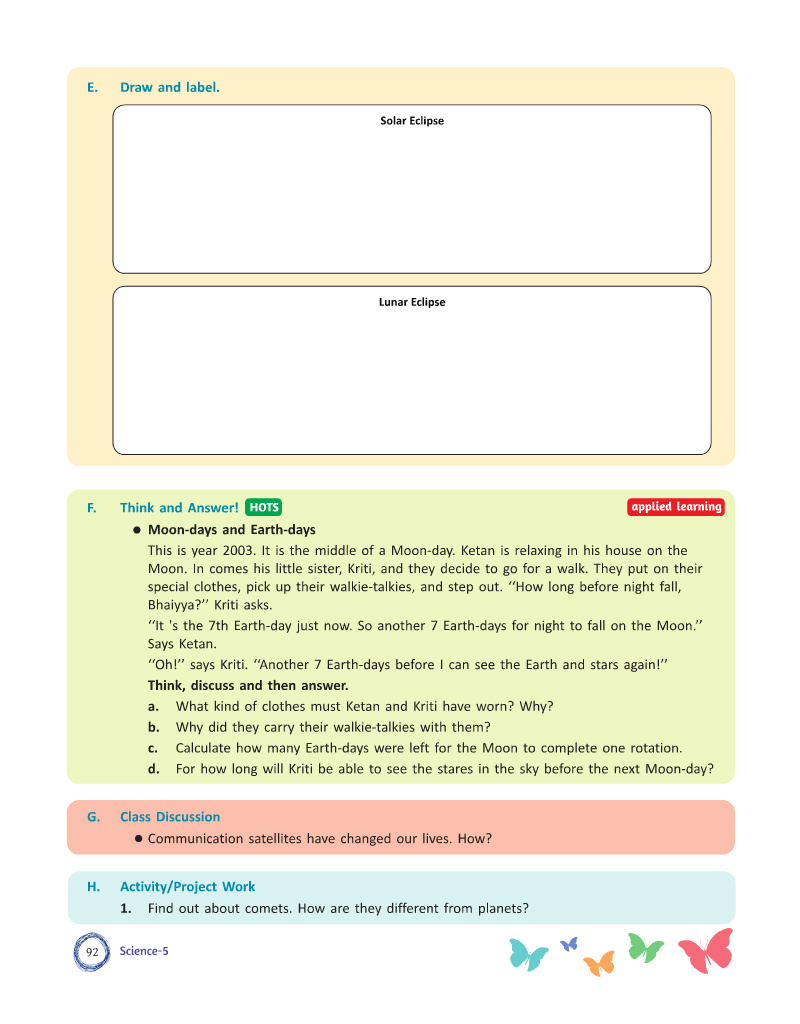 E. Draw and label.
Solar Eclipse
Lunar Eclipse
F. Think and Answer! HOTS applied learning
● Moon-days and Earth-days
This is year 2003. It is the middle of a Moon-day. Ketan is relaxing in his house on the
Moon. In comes his little sister, Kriti, and they decide to go for a walk. They put on their
special clothes, pick up their walkie-talkies, and step out. ‘‘How long before night fall,
Bhaiyya?’’ Kriti asks.
‘‘It 's the 7th Earth-day just now. So another 7 Earth-days for night to fall on the Moon.’’
Says Ketan.
‘‘Oh!’’ says Kriti. ‘‘Another 7 Earth-days before I can see the Earth and stars again!’’
Think, discuss and then answer.
a. What kind of clothes must Ketan and Kriti have worn? Why?
b. Why did they carry their walkie-talkies with them?
c. Calculate how many Earth-days were left for the Moon to complete one rotation.
d. For how long will Kriti be able to see the stares in the sky before the next Moon-day?
G. Class Discussion
● Communication satellites have changed our lives. How?
H. Activity/Project Work
1. Find out about comets. How are they different from planets?
92 Science-5